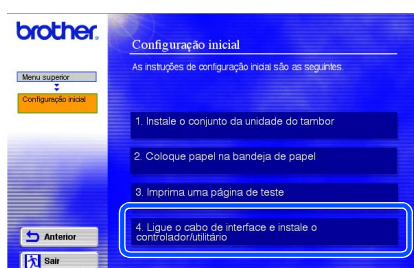 brother.
Configuração inicial
As instruções de configuração inicial são as seguintes.
Menu superior
Configuração inicial
1. Instale o conjunto da unidade do tambor
2. Coloque papel na bandeja de papel
3. Imprima uma página de teste
4. Ligue o cabo de interface e instale o
controlador/utilitário
Anterior
Sair